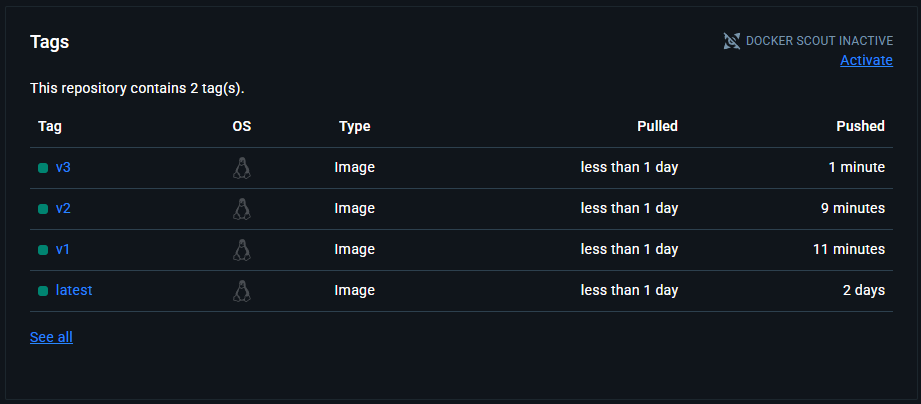 Tags
DOCKER SCOUT INACTIVE
Activate
This repository contains 2 tag(s).
Tag OS Type Pulled Pushed
v3 Image less than 1 day 1 minute
v2 Image less than 1 day 9 minutes
v1 Image less than 1 day 11 minutes
latest Image less than 1 day 2 days
See all